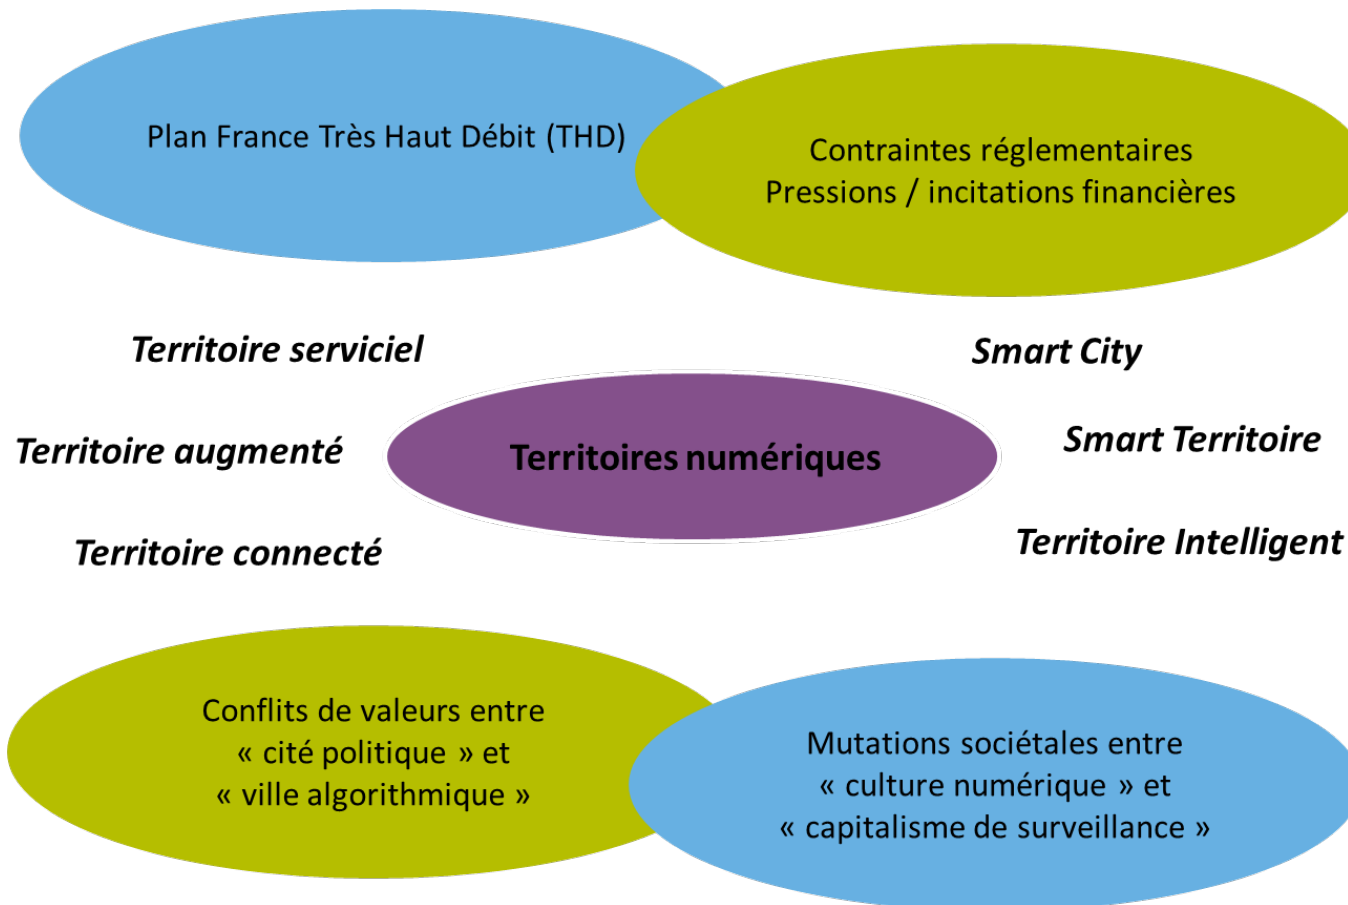 Plan France Très Haut Débit (THD)
Contraintes réglementaires
Pressions / incitations financières
Territoire serviciel
Smart City
Territoire augmenté
Territoires numériques
Smart Territoire
Territoire connecté
Territoire Intelligent
Conflits de valeurs entre
« cité politique » et
« ville algorithmique »
Mutations sociétales entre
« culture numérique » et
« capitalisme de surveillance »